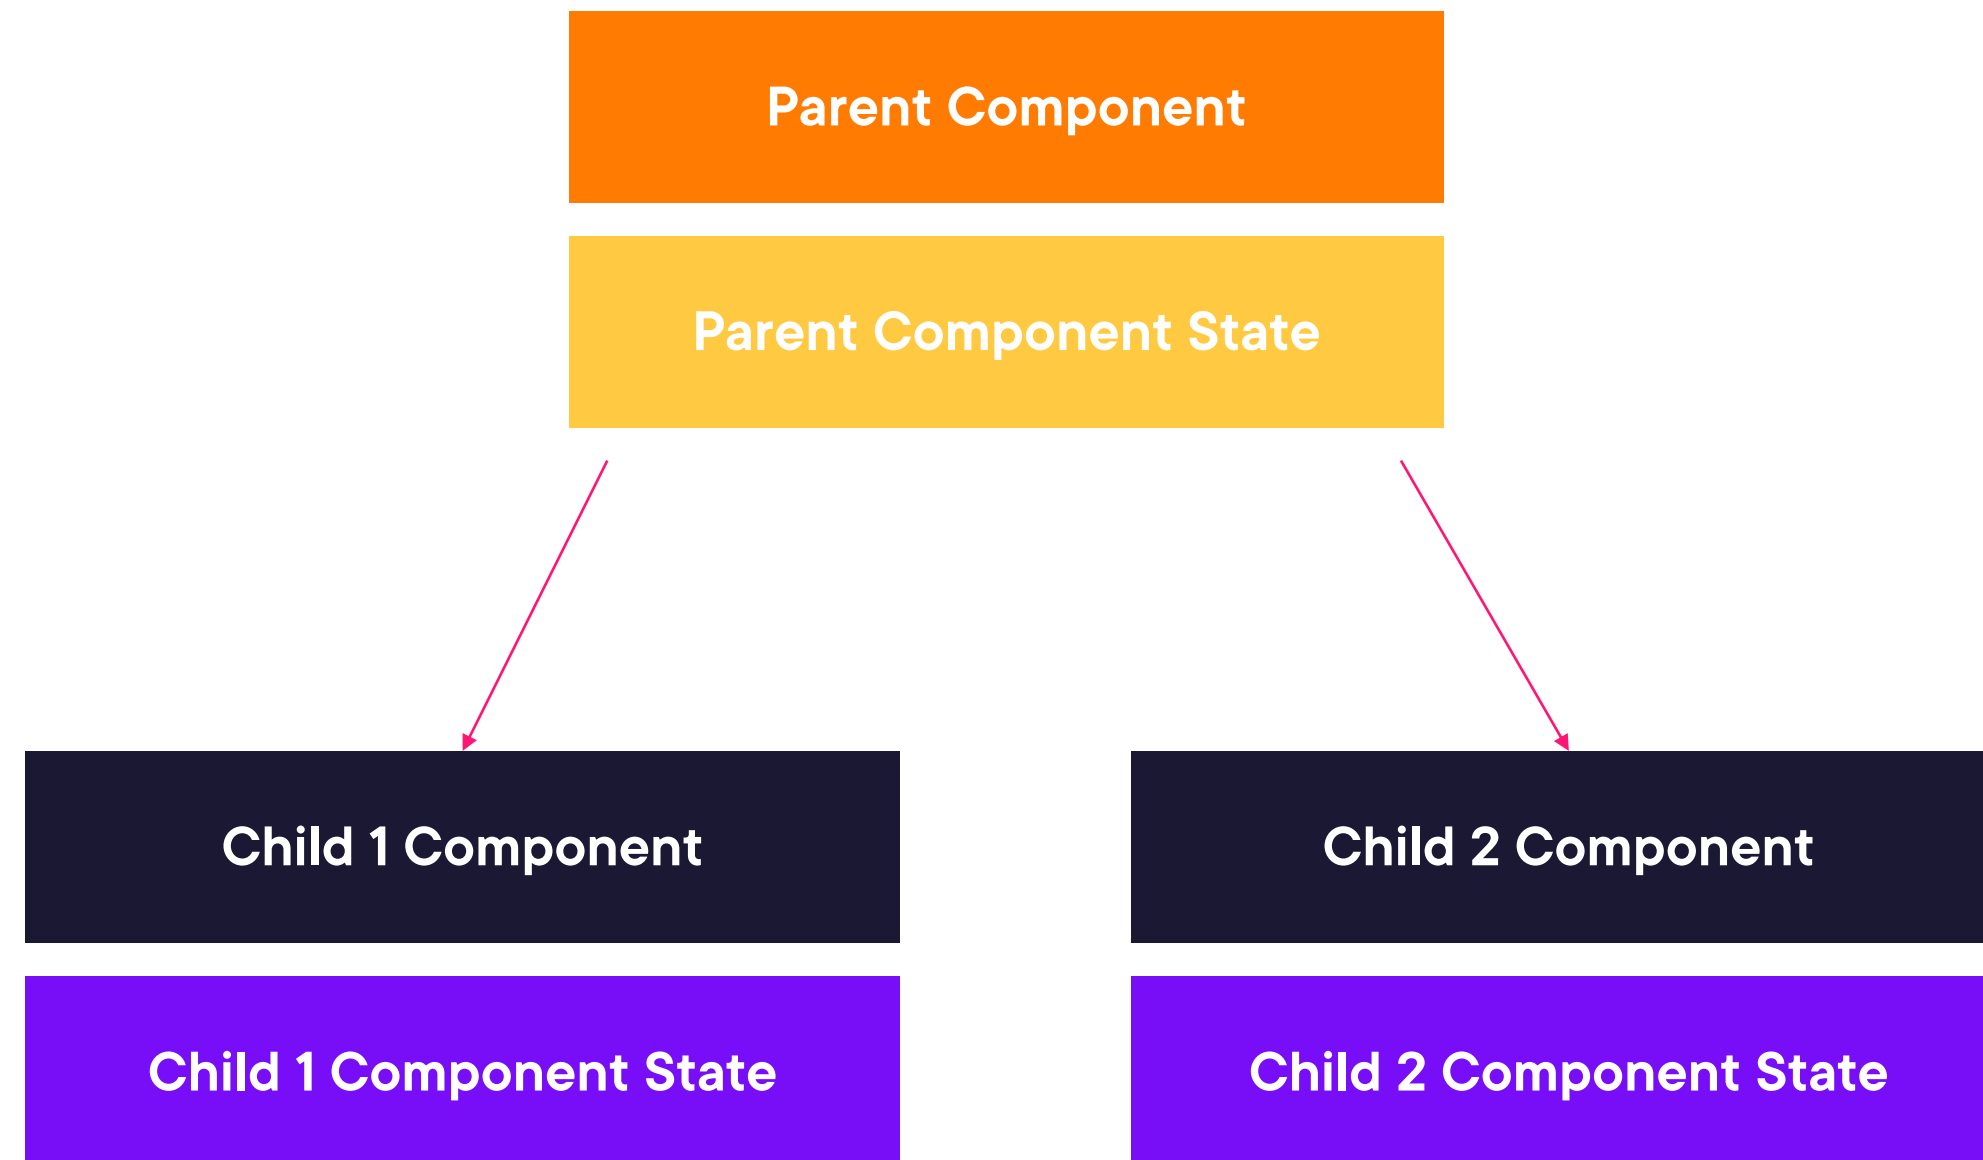 Parent Component
Parent Component State
Child 1 Component
Child 2 Component
Child 1 Component State
Child 2 Component State